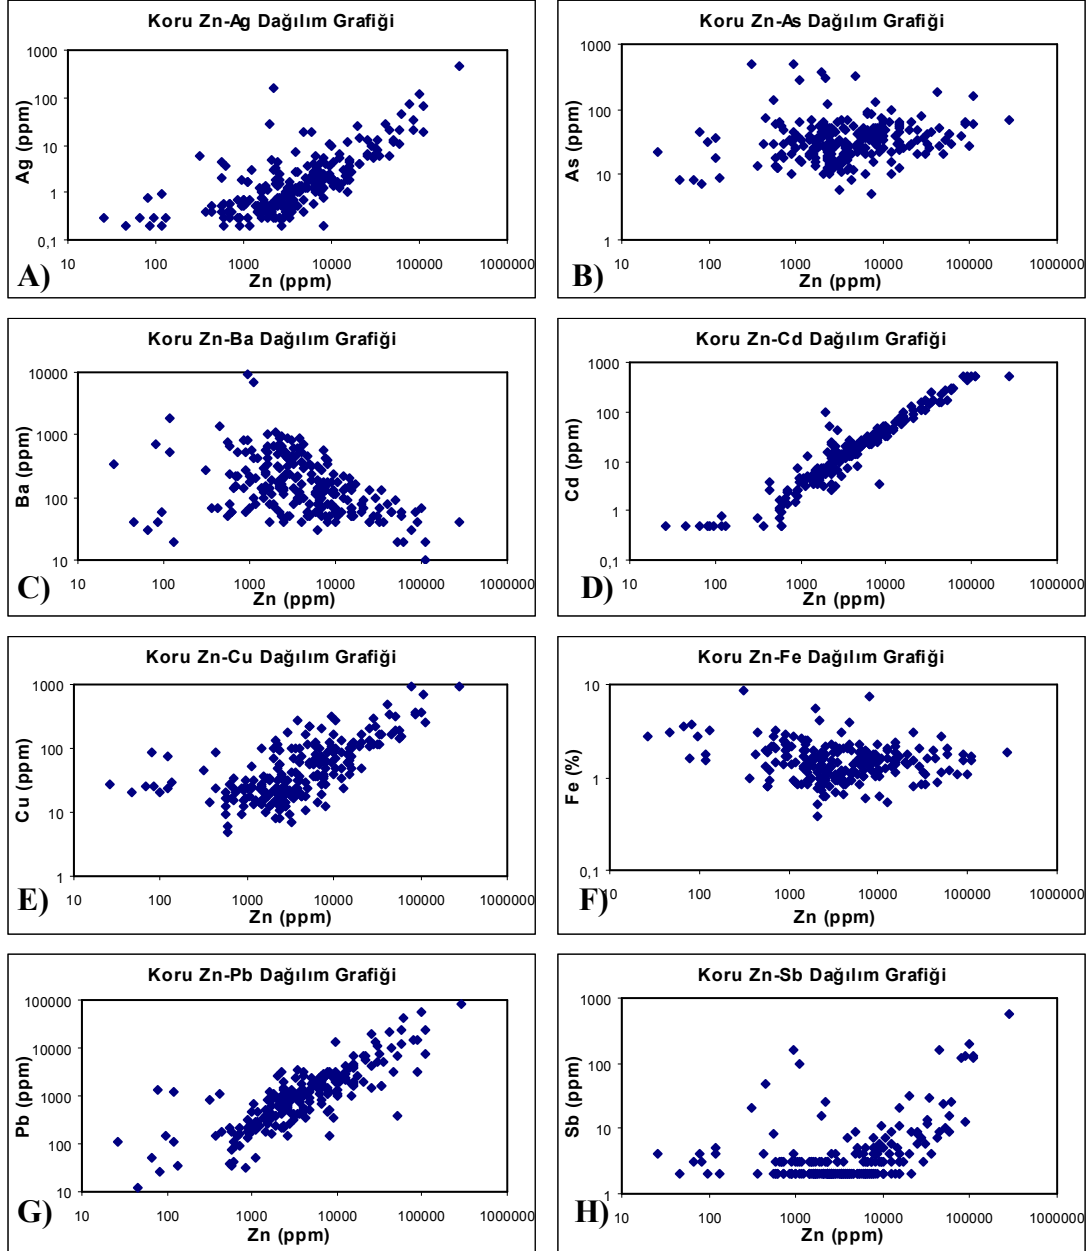 Koru Zn-Ag Dağılım Grafiği
1000
100
10
1
0,1
Ag (ppm)
10 100 1000 10000 100000 1000000
Zn (ppm)
A)
Koru Zn-As Dağılım Grafiği
1000
100
10
1
As (ppm)
10 100 1000 10000 100000 1000000
Zn (ppm)
B)
Koru Zn-Ba Dağılım Grafiği
10000
1000
100
10
Ba (ppm)
10 100 1000 10000 100000 1000000
Zn (ppm)
C)
Koru Zn-Cd Dağılım Grafiği
1000
100
10
1
0,1
Cd (ppm)
10 100 1000 10000 100000 1000000
Zn (ppm)
D)
Koru Zn-Cu Dağılım Grafiği
1000
100
10
1
Cu (ppm)
10 100 1000 10000 100000 1000000
Zn (ppm)
E)
Koru Zn-Fe Dağılım Grafiği
10
1
0,1
Fe (%)
10 100 1000 10000 100000 1000000
Zn (ppm)
F)
Koru Zn-Pb Dağılım Grafiği
100000
10000
1000
100
10
Pb (ppm)
10 100 1000 10000 100000 1000000
Zn (ppm)
G)
Koru Zn-Sb Dağılım Grafiği
1000
100
10
1
Sb (ppm)
10 100 1000 10000 100000 1000000
Zn (ppm)
H)